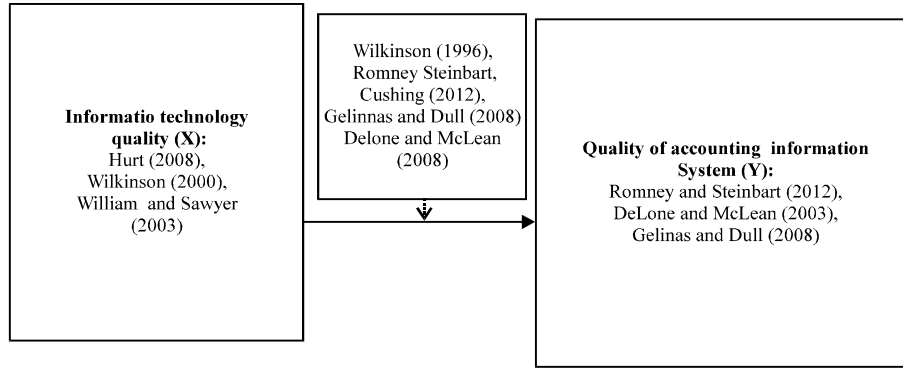 Informatio technology
quality (X):
Hurt (2008),
Wilkinson (2000),
William and Sawyer
(2003)
Wilkinson (1996),
Romney Steinbart,
Cushing (2012),
Gelinnas and Dull (2008)
Delone and McLean
(2008)
Quality of accounting information
System (Y):
Romney and Steinbart (2012),
DeLone and McLean (2003),
Gelinas and Dull (2008)